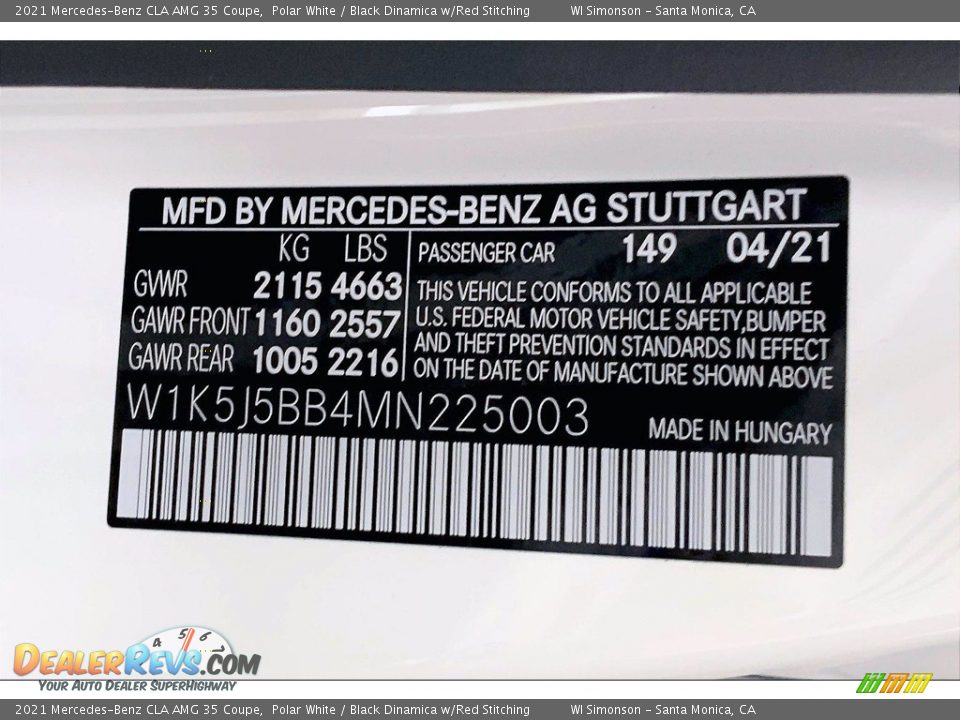 2021 Mercedes-Benz CLA AMG 35 Coupe, Polar White / Black Dinamica w/Red Stitching WI Simonson - Santa Monica, CA
MFD BY MERCEDES-BENZ AG STUTTGART
KG LBS
GVWR 2115 4663
GAWR FRONT 1160 2557
GAWR REAR 1005 2216
PASSENGER CAR 149 04/21
THIS VEHICLE CONFORMS TO ALL APPLICABLE
U.S. FEDERAL MOTOR VEHICLE SAFETY,BUMPER
AND THEFT PREVENTION STANDARDS IN EFFECT
ON THE DATE OF MANUFACTURE SHOWN ABOVE
W1K5J5BB4MN225003
MADE IN HUNGARY
4 5 6 7
DEALERREVS.COM
YOUR AUTO DEALER SUPERHIGHWAY
2021 Mercedes-Benz CLA AMG 35 Coupe, Polar White / Black Dinamica w/Red Stitching WI Simonson - Santa Monica, CA